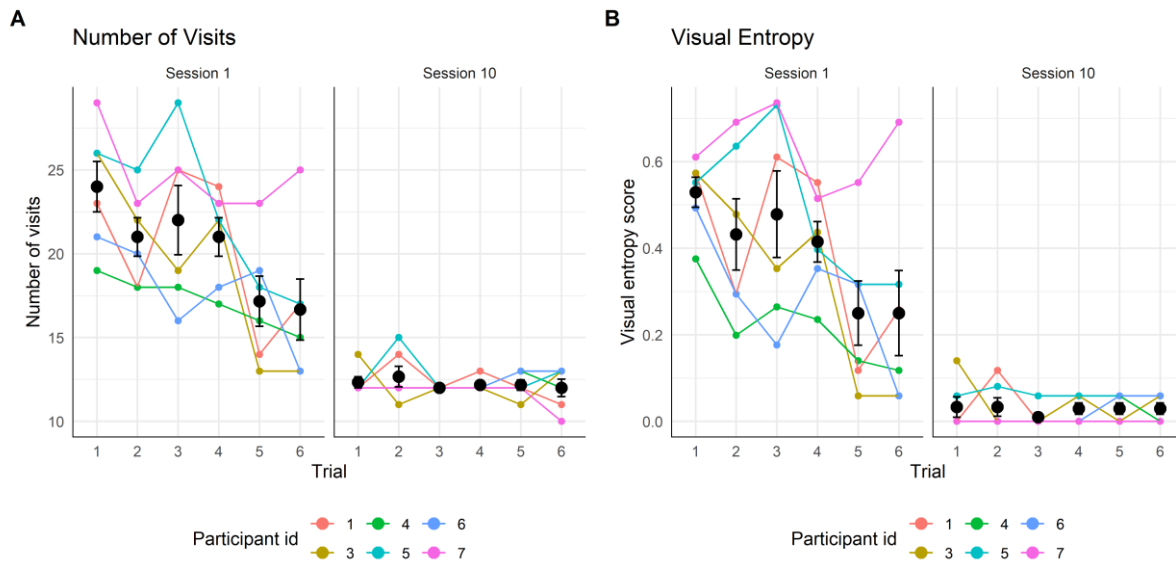 A
Number of Visits
Session 1
Session 10
Number of visits
25
20
15
10
1 2 3 4 5 6
1 2 3 4 5 6
Trial
Participant id
1 4 6
3 5 7
B
Visual Entropy
Session 1
Session 10
Visual entropy score
0.6
0.4
0.2
0.0
1 2 3 4 5 6
1 2 3 4 5 6
Trial
Participant id
1 4 6
3 5 7